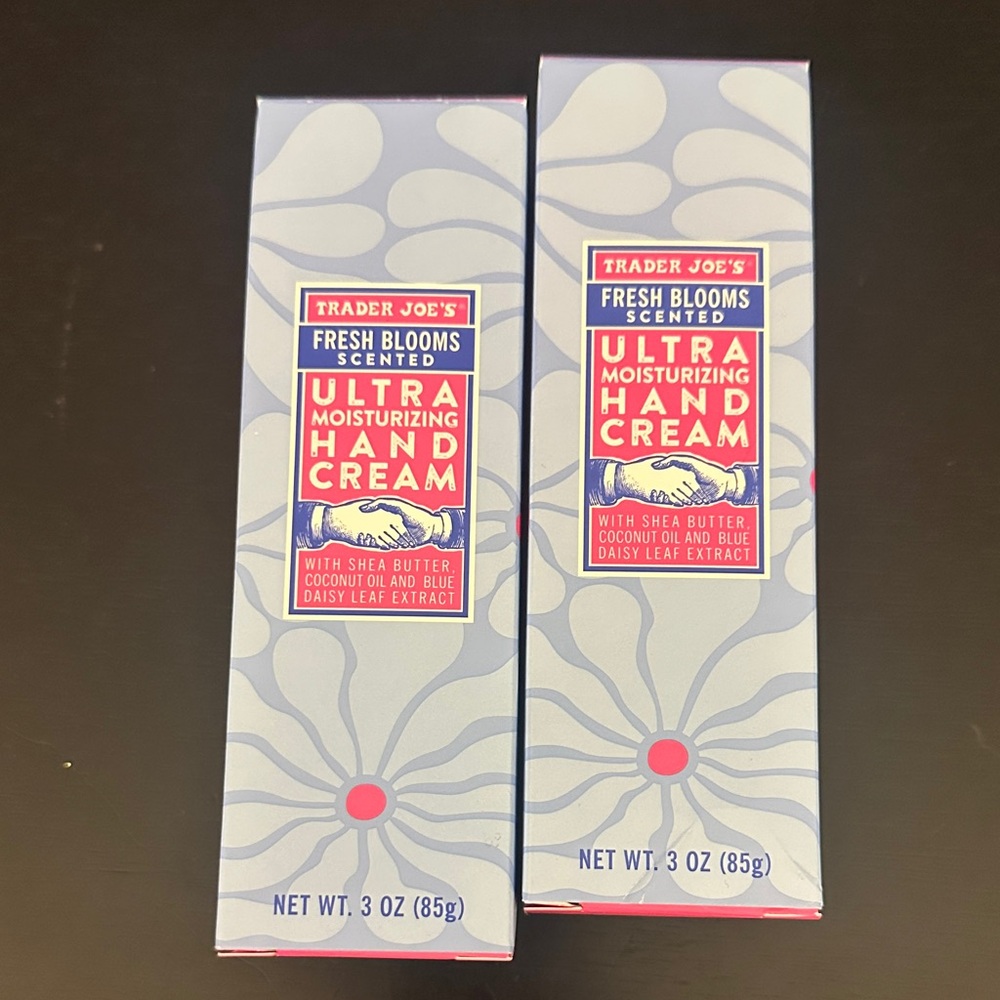 TRADER JOE'S
FRESH BLOOMS
SCENTED
ULTRA
MOISTURIZING
HAND
CREAM
WITH SHEA BUTTER,
COCONUT OIL AND BLUE
DAISY LEAF EXTRACT
NET WT. 3 OZ (85g)
TRADER JOE'S
FRESH BLOOMS
SCENTED
ULTRA
MOISTURIZING
HAND
CREAM
WITH SHEA BUTTER,
COCONUT OIL AND BLUE
DAISY LEAF EXTRACT
NET WT. 3 OZ (85g)